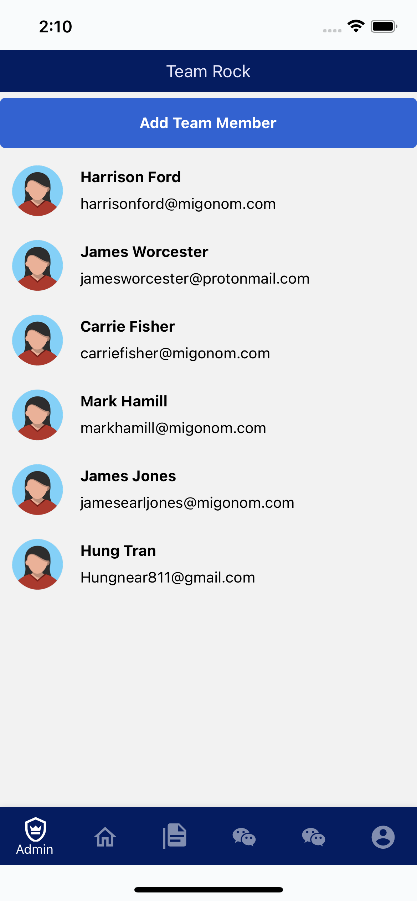 2:10
Team Rock
Add Team Member
Harrison Ford
harrisonford@migonom.com
James Worcester
jamesworcester@protonmail.com
Carrie Fisher
carriefisher@migonom.com
Mark Hamill
markhamill@migonom.com
James Jones
jamesearljones@migonom.com
Hung Tran
Hungnear811@gmail.com
Admin